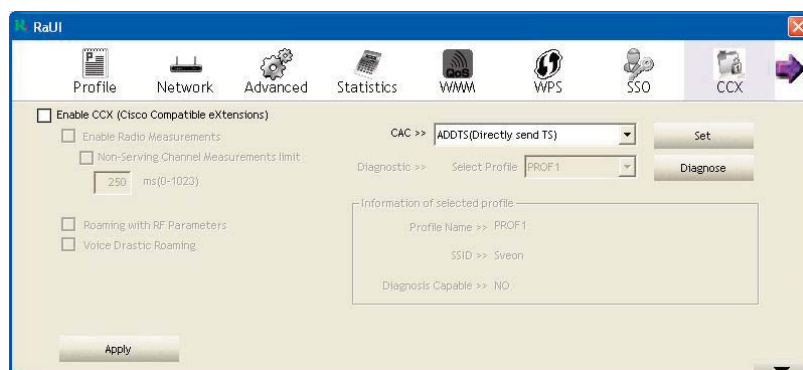 RaUI
Profile Network Advanced Statistics WMM WPS SSO CCX
QoS
Enable CCX (Cisco Compatible eXtensions)
Enable Radio Measurements
Non-Serving Channel Measurements limit
250 ms(0-1023)
Roaming with RF Parameters
Voice Drastic Roaming
Apply
CAC >> ADDTS(Directly send TS) Set
Diagnostic >> Select Profile PROF1 Diagnose
Information of selected profile
Profile Name >> PROF1
SSID >> Sveon
Diagnosis Capable >> NO